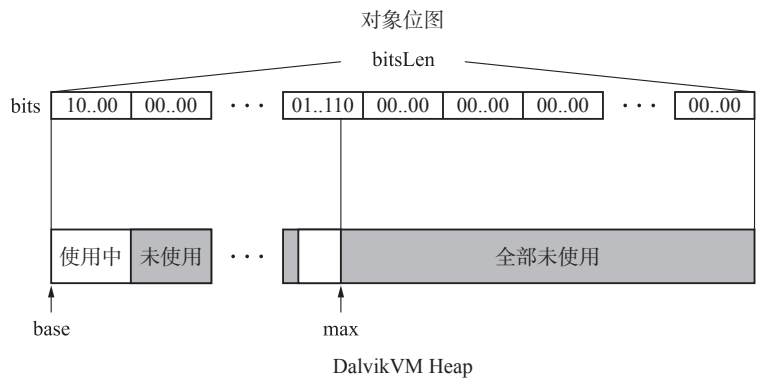 对象位图
bitsLen
bits 10..00 00..00 ··· 01..110 00..00 00..00 00..00 ··· 00..00
使用中 未使用 ··· 全部未使用
base max
DalvikVM Heap